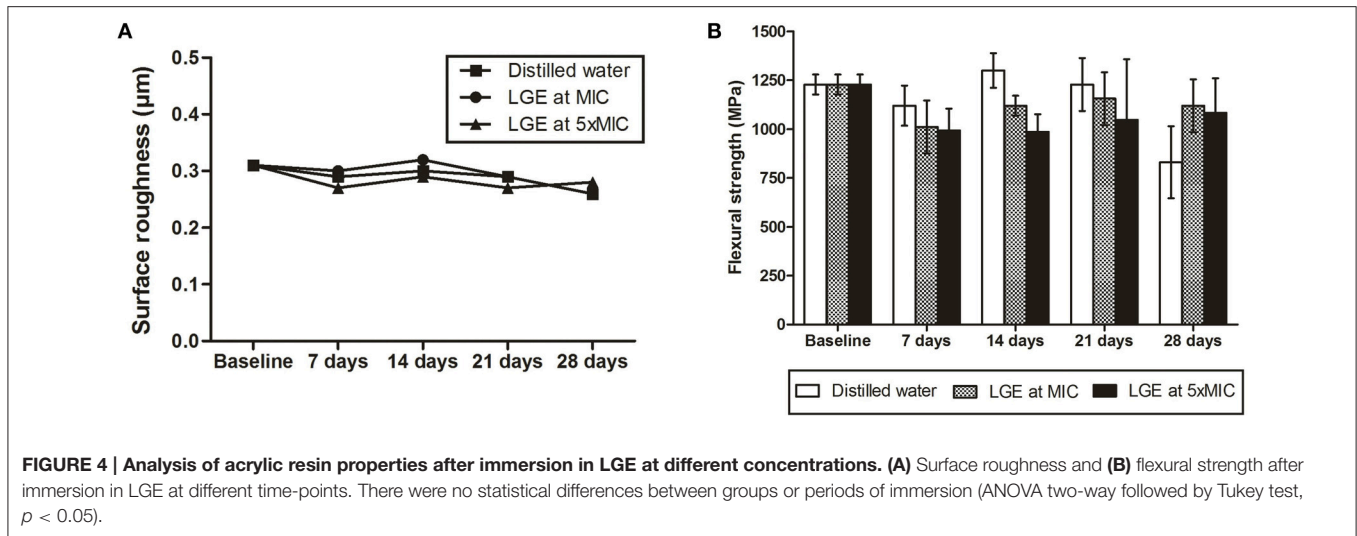 A
Surface roughness (µm)
0.5
0.4
0.3
0.2
0.1
0.0
Distilled water
LGE at MIC
LGE at 5xMIC
Baseline 7 days 14 days 21 days 28 days
B
Flexural strength (MPa)
1500
1250
1000
750
500
250
0
Baseline 7 days 14 days 21 days 28 days
Distilled water LGE at MIC LGE at 5xMIC
FIGURE 4 | Analysis of acrylic resin properties after immersion in LGE at different concentrations. (A) Surface roughness and (B) flexural strength after
immersion in LGE at different time-points. There were no statistical differences between groups or periods of immersion (ANOVA two-way followed by Tukey test,
p < 0.05).